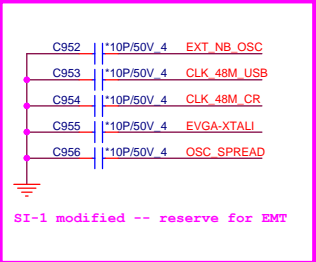 C952 *10P/50V_4 EXT_NB_OSC
C953 *10P/50V_4 CLK_48M_USB
C954 *10P/50V_4 CLK_48M_CR
C955 *10P/50V_4 EVGA-XTALI
C956 *10P/50V_4 OSC_SPREAD
SI-1 modified -- reserve for EMT